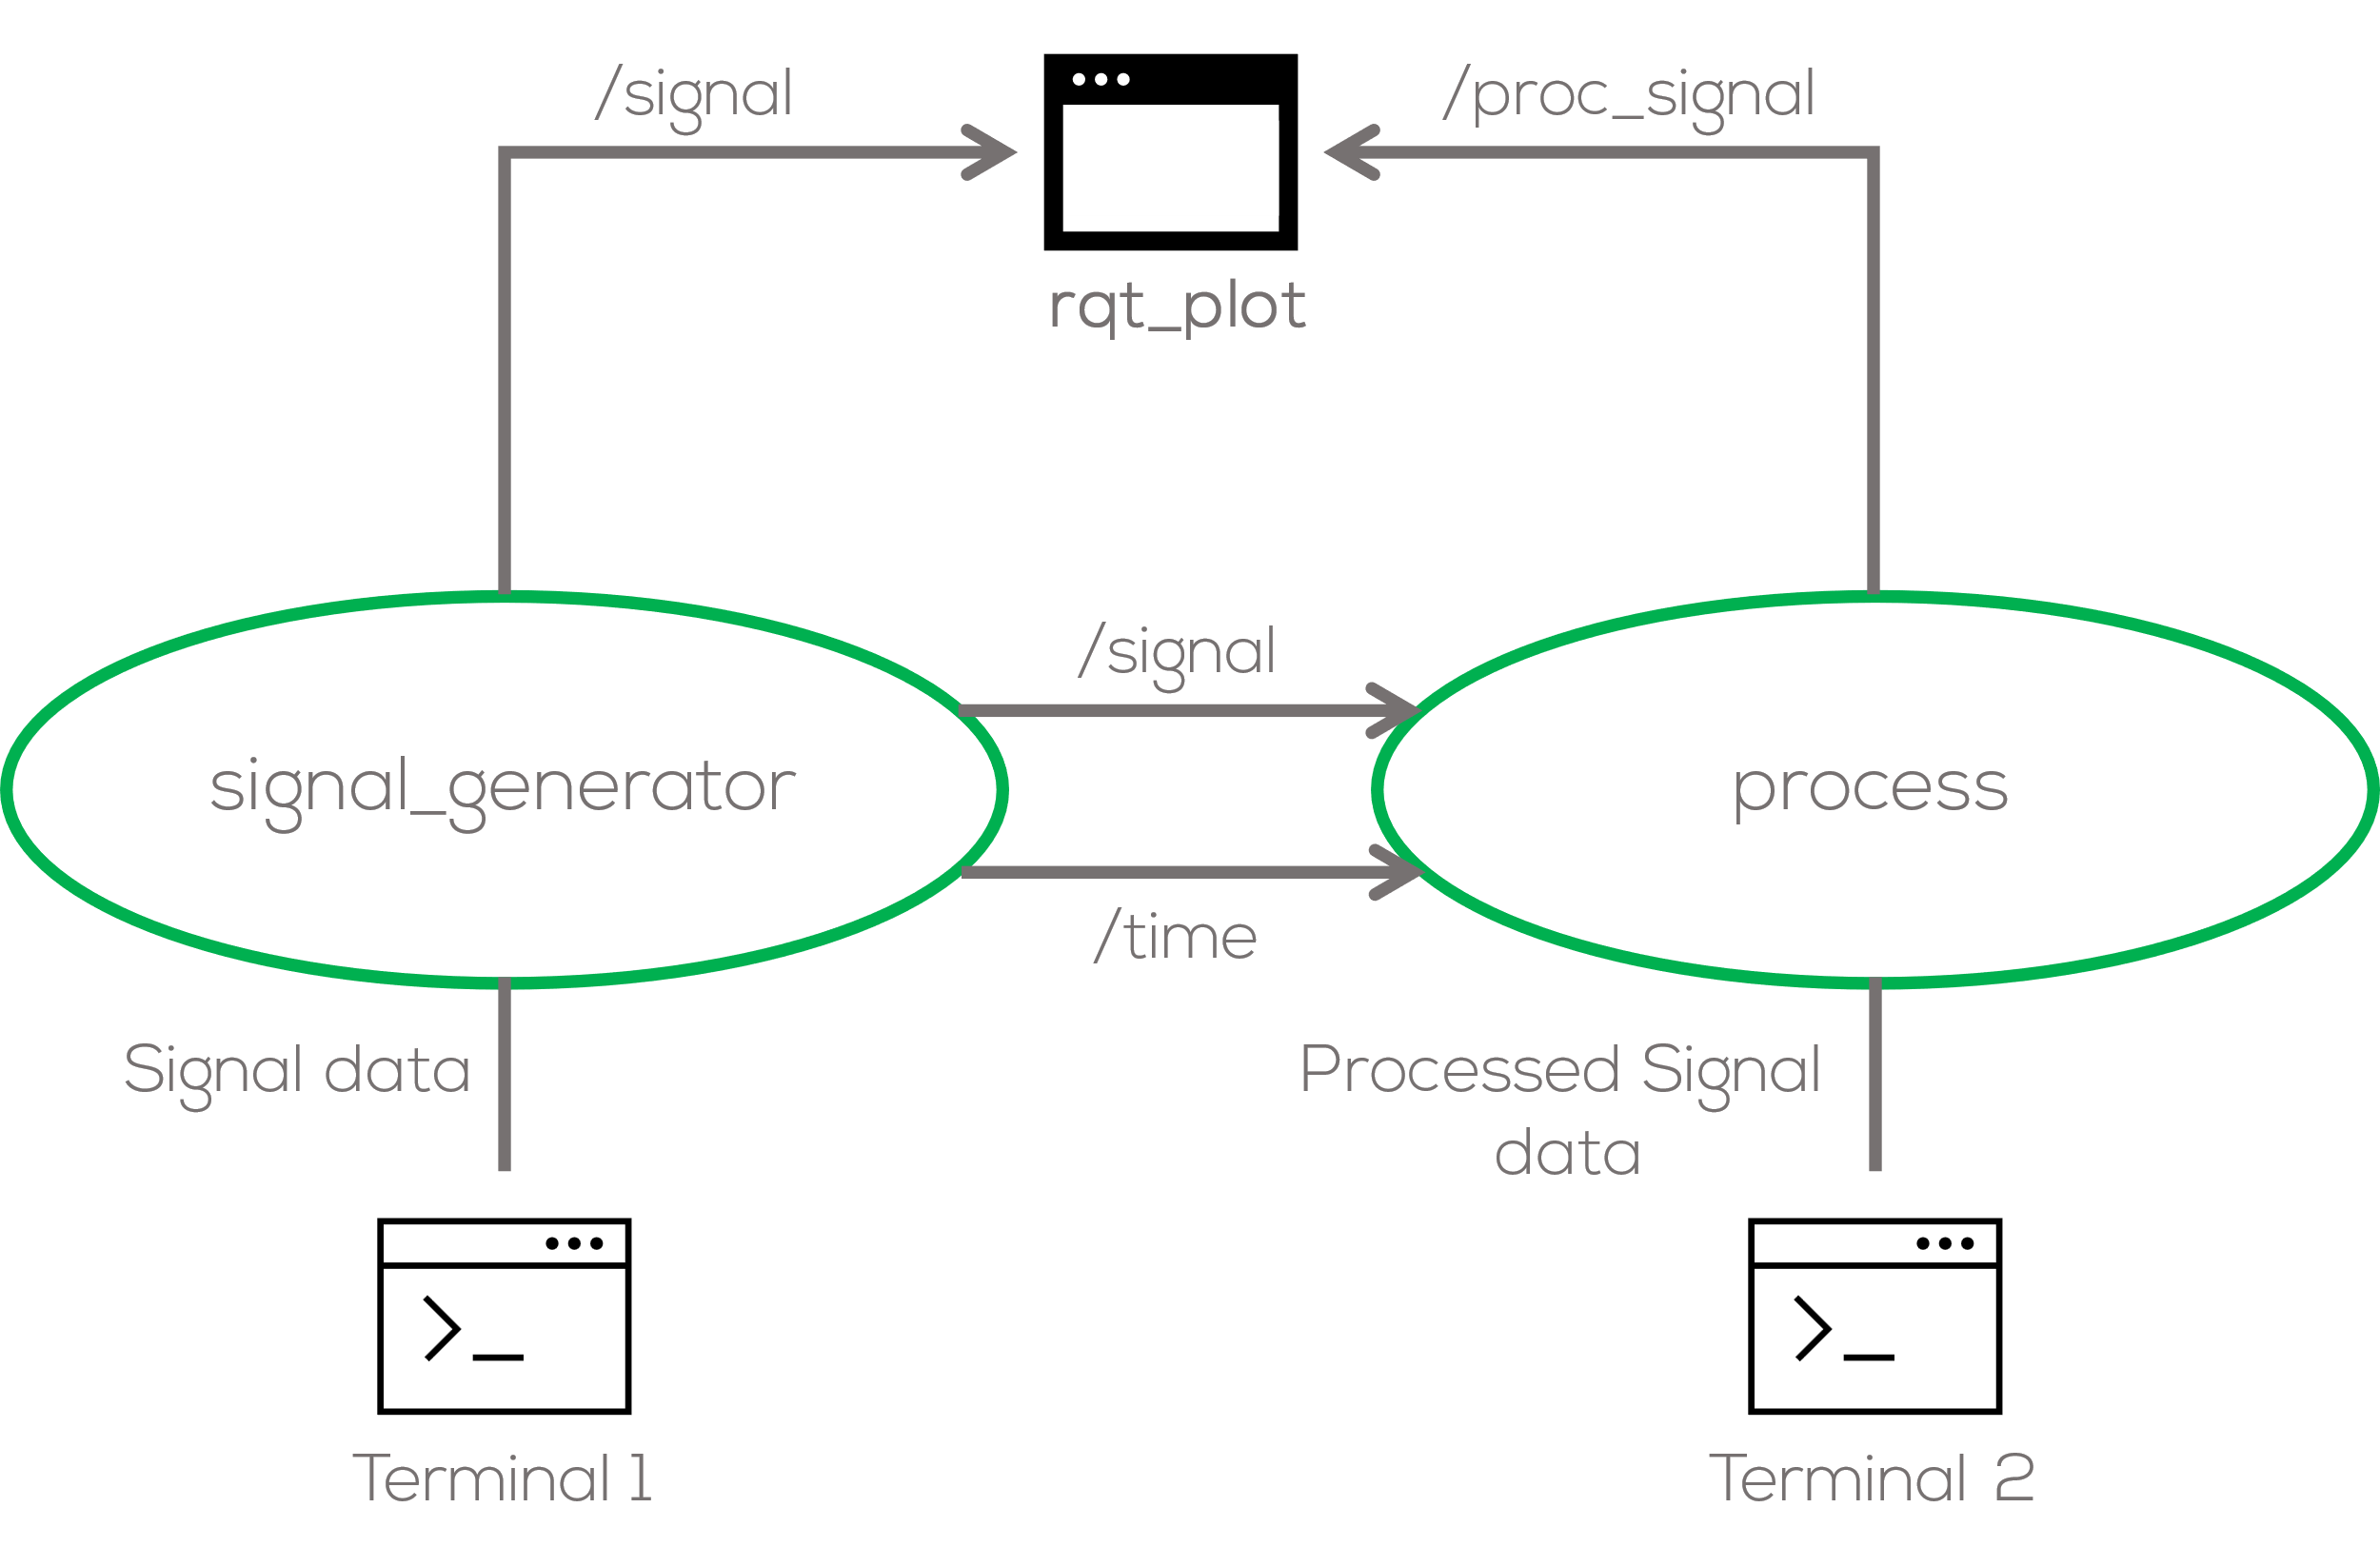 /signal
/proc_signal
rqt_plot
/signal
signal_generator
process
/time
Signal data
Processed Signal
data
Terminal 1
Terminal 2